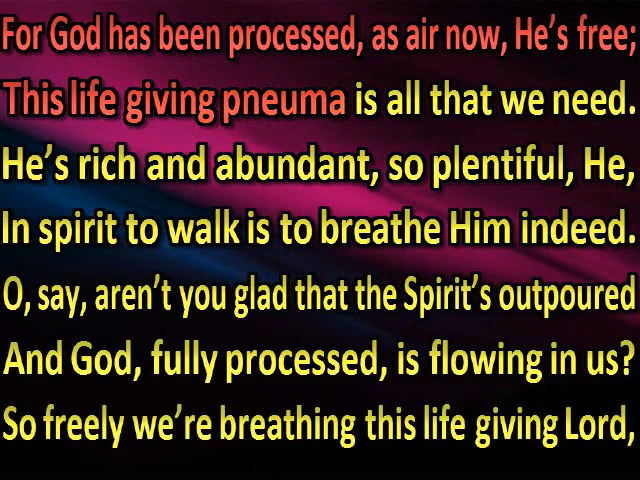 For God has been processed, as air now, He's free;
This life giving pneuma is all that we need.
He's rich and abundant, so plentiful, He,
In spirit to walk is to breathe Him indeed.
O, say, aren't you glad that the Spirit's outpoured
And God, fully processed, is flowing in us?
So freely we're breathing this life giving Lord,